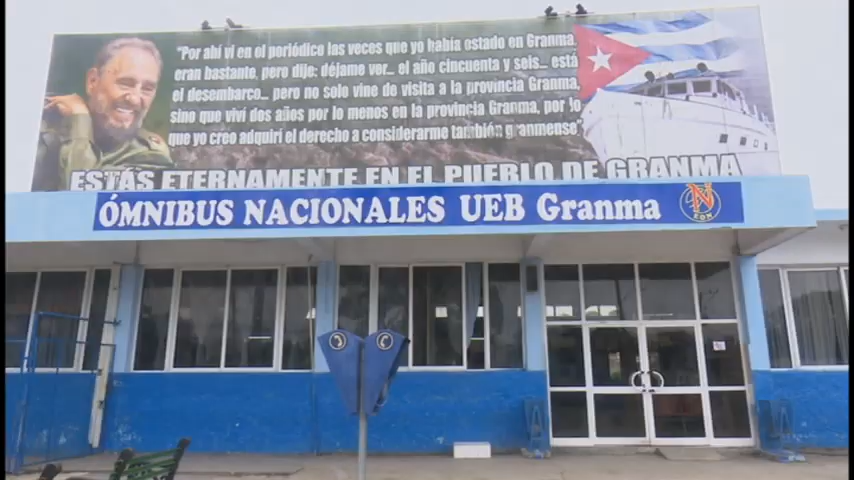 "Por ahí ví en el periódico las veces que yo había estado en Granma,
eran bastante, pero dije: déjame ver... el año cincuenta y seis... está
el desembarco... pero no solo vine de visita a la provincia Granma,
sino que viví dos años por lo menos en la provincia Granma, por lo
que yo creo adquirí el derecho a considerarme también granmense"
ESTÁS ETERNAMENTE EN EL PUEBLO DE GRANMA
ÓMNIBUS NACIONALES UEB Granma